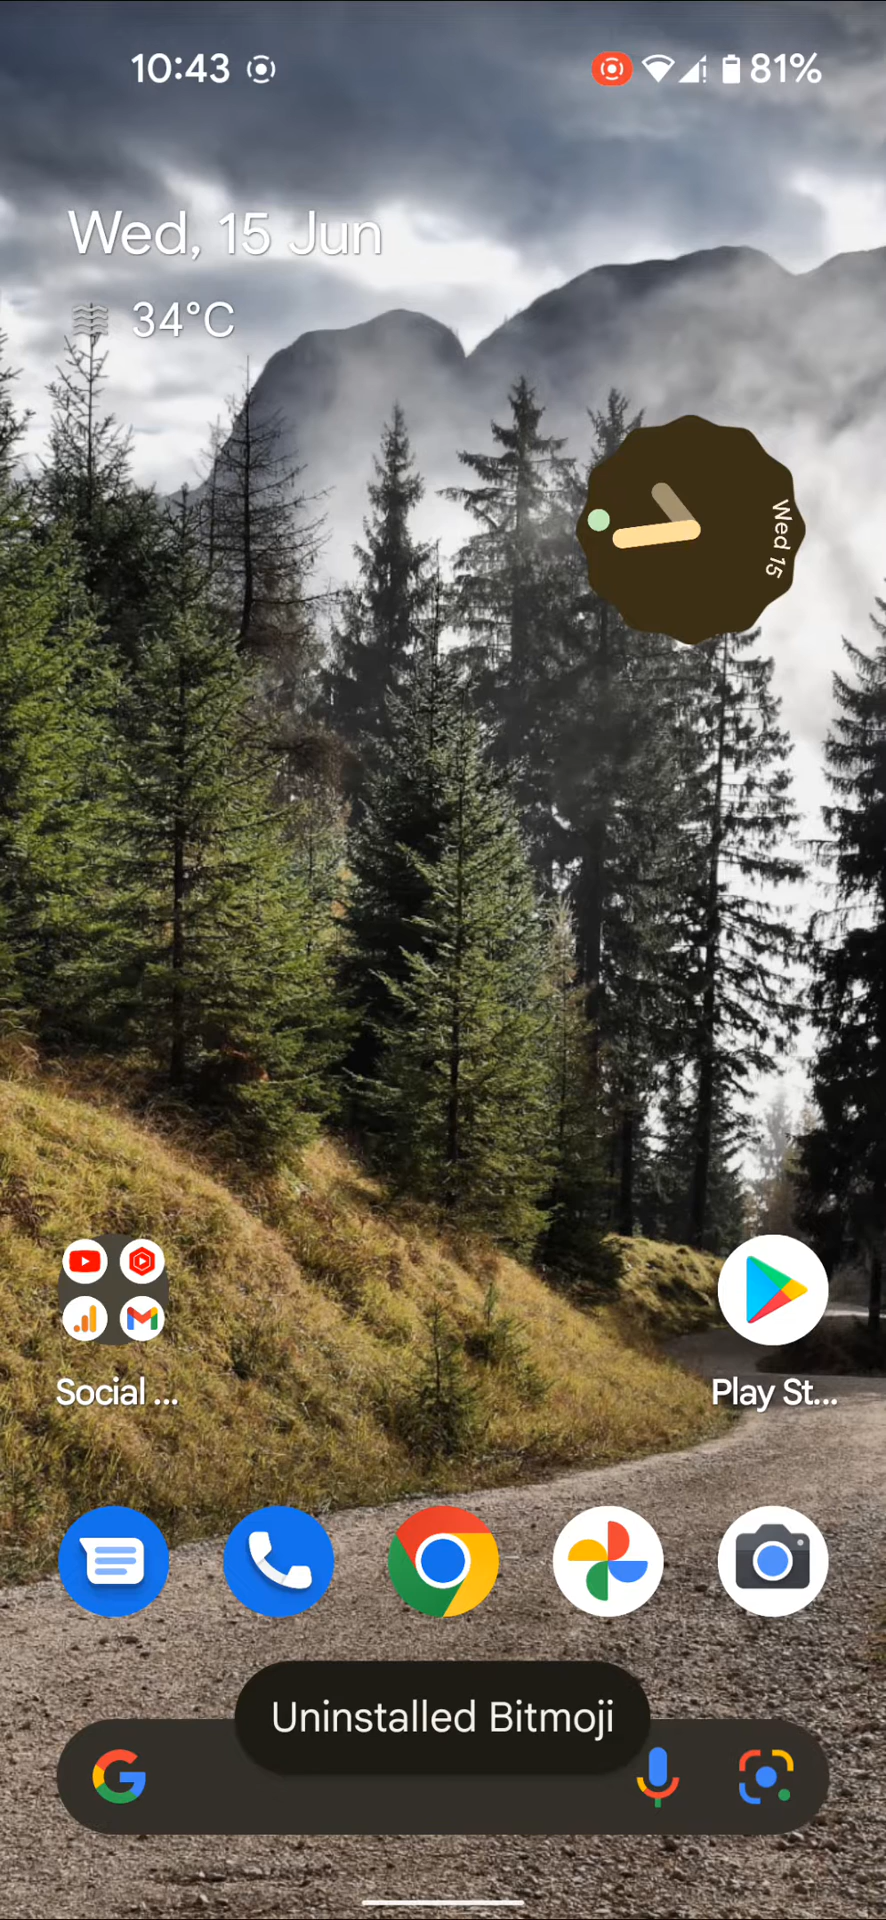 10:43
81%
Wed, 15 Jun
34°C
Wed 15
Social ...
Play St...
Uninstalled Bitmoji